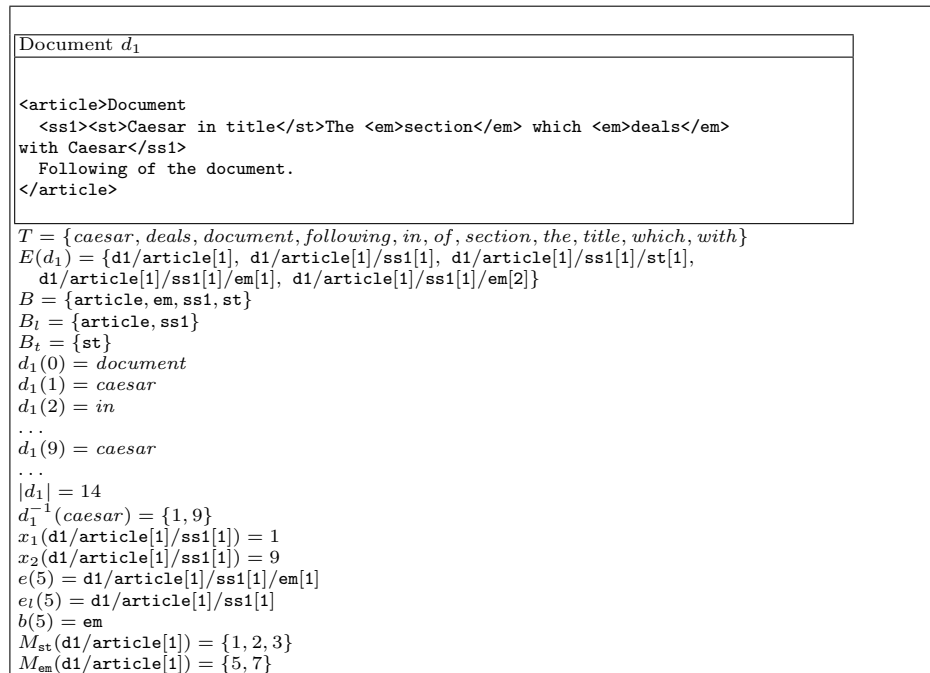 Document d₁
<article>Document
<ss1><st>Caesar in title</st>The <em>section</em> which <em>deals</em>
with Caesar</ss1>
Following of the document.
</article>
T = {caesar, deals, document, following, in, of, section, the, title, which, with}
E(d₁) = {d1/article[1], d1/article[1]/ss1[1], d1/article[1]/ss1[1]/st[1],
d1/article[1]/ss1[1]/em[1], d1/article[1]/ss1[1]/em[2]}
B = {article, em, ss1, st}
Bₗ = {article, ss1}
Bₜ = {st}
d₁(0) = document
d₁(1) = caesar
d₁(2) = in
. . .
d₁(9) = caesar
. . .
|d₁| = 14
d₁⁻¹(caesar) = {1, 9}
x₁(d1/article[1]/ss1[1]) = 1
x₂(d1/article[1]/ss1[1]) = 9
e(5) = d1/article[1]/ss1[1]/em[1]
eₗ(5) = d1/article[1]/ss1[1]
b(5) = em
M_st(d1/article[1]) = {1, 2, 3}
M_em(d1/article[1]) = {5, 7}